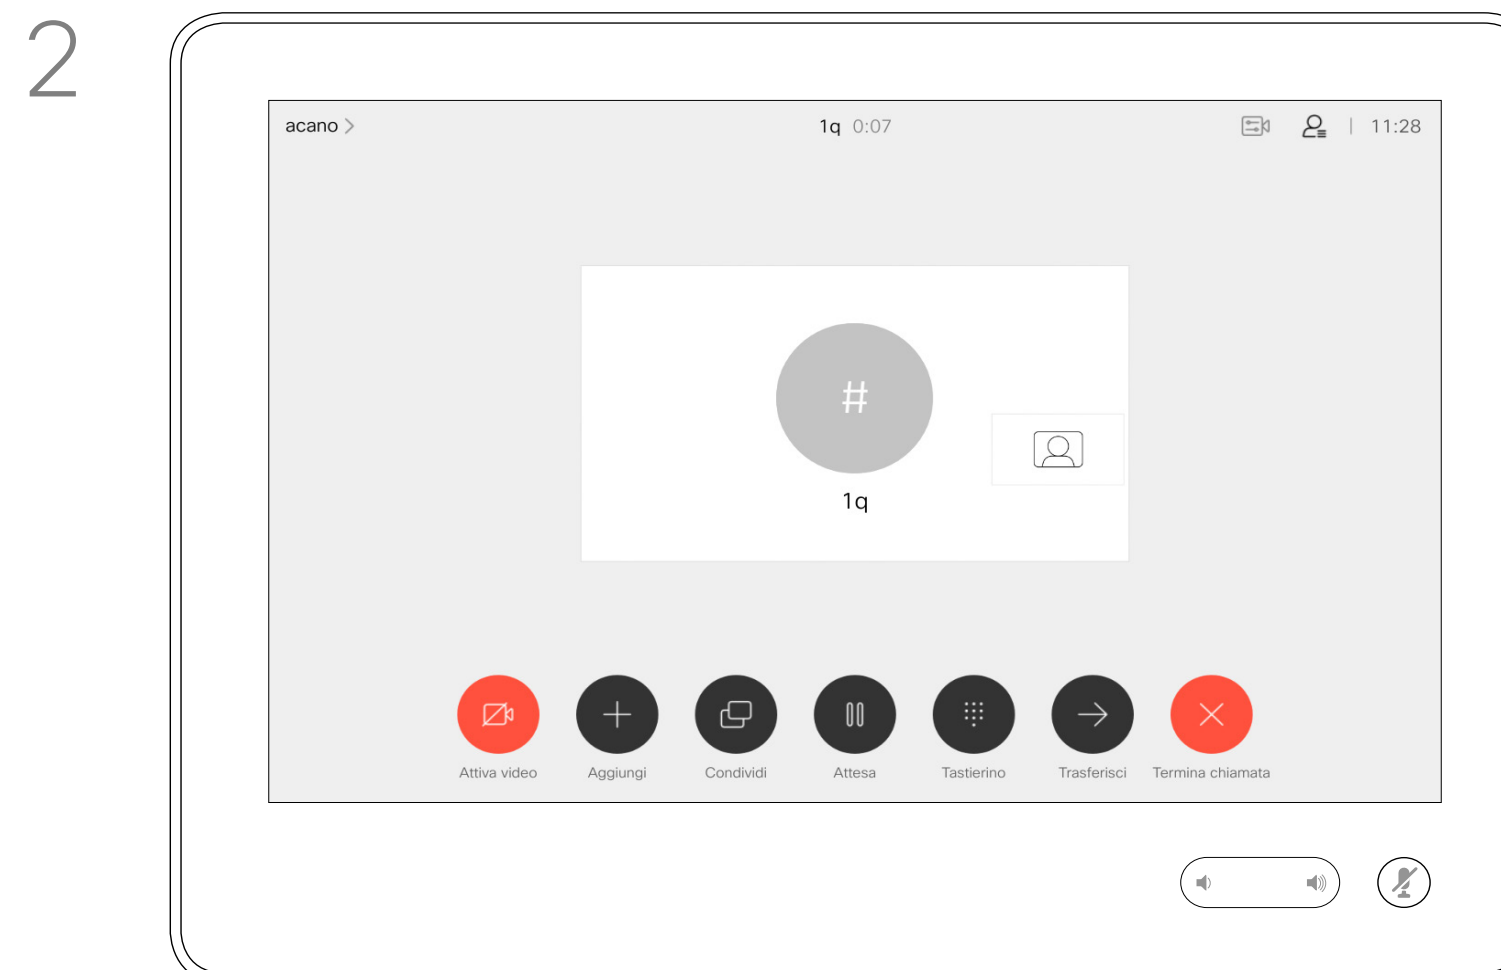 2
acano
1q 0:07
11:28
#
1q
Attiva video
Aggiungi
Condividi
Attesa
Tastierino
Trasferisci
Termina chiamata